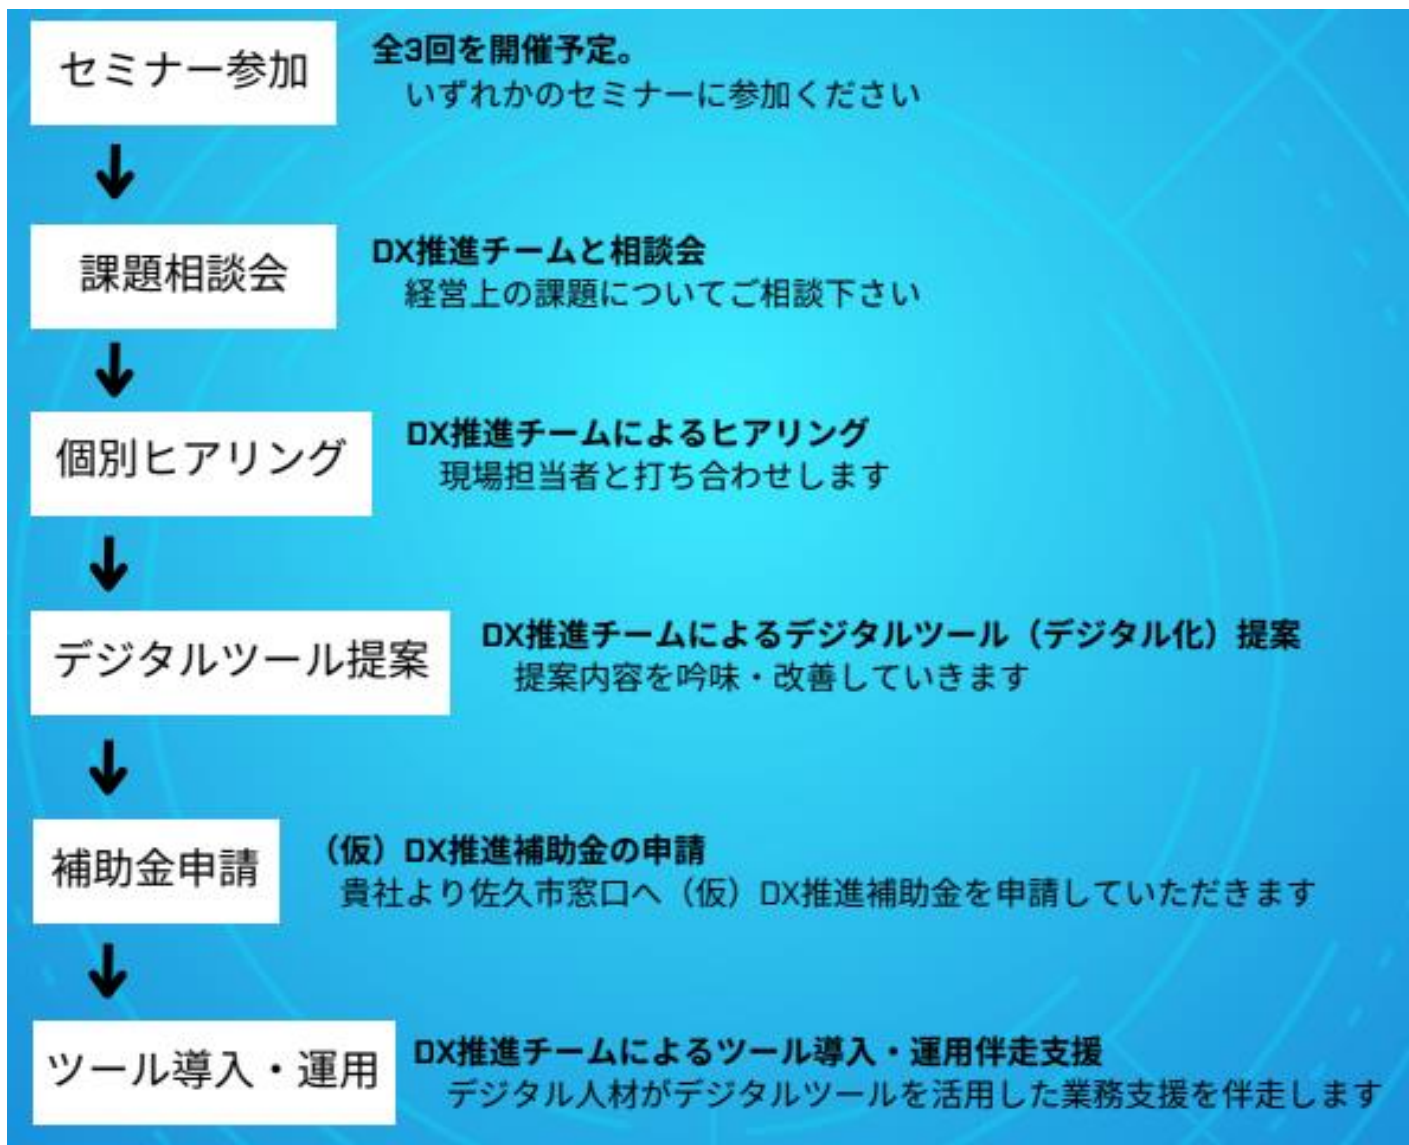 セミナー参加
全3回を開催予定。
いずれかのセミナーに参加ください
課題相談会
DX推進チームと相談会
経営上の課題についてご相談下さい
個別ヒアリング
DX推進チームによるヒアリング
現場担当者と打ち合わせします
デジタルツール提案
DX推進チームによるデジタルツール（デジタル化）提案
提案内容を吟味・改善していきます
補助金申請
（仮）DX推進補助金の申請
貴社より佐久市窓口へ（仮）DX推進補助金を申請していただきます
ツール導入・運用
DX推進チームによるツール導入・運用伴走支援
デジタル人材がデジタルツールを活用した業務支援を伴走します